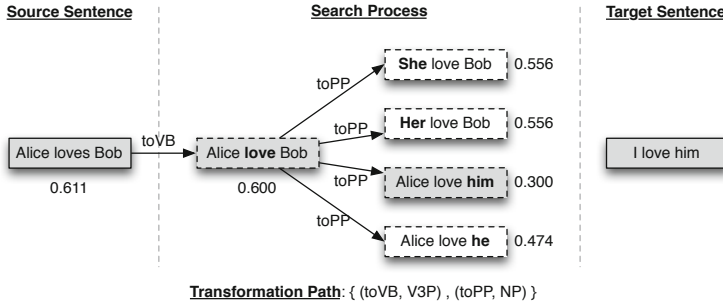 Source Sentence
Search Process
Target Sentence
She love Bob 0.556
toPP
toPP
Her love Bob 0.556
toVB
Alice loves Bob
Alice love Bob
I love him
toPP
Alice love him 0.300
0.611
0.600
toPP
Alice love he 0.474
Transformation Path: { (toVB, V3P) , (toPP, NP) }